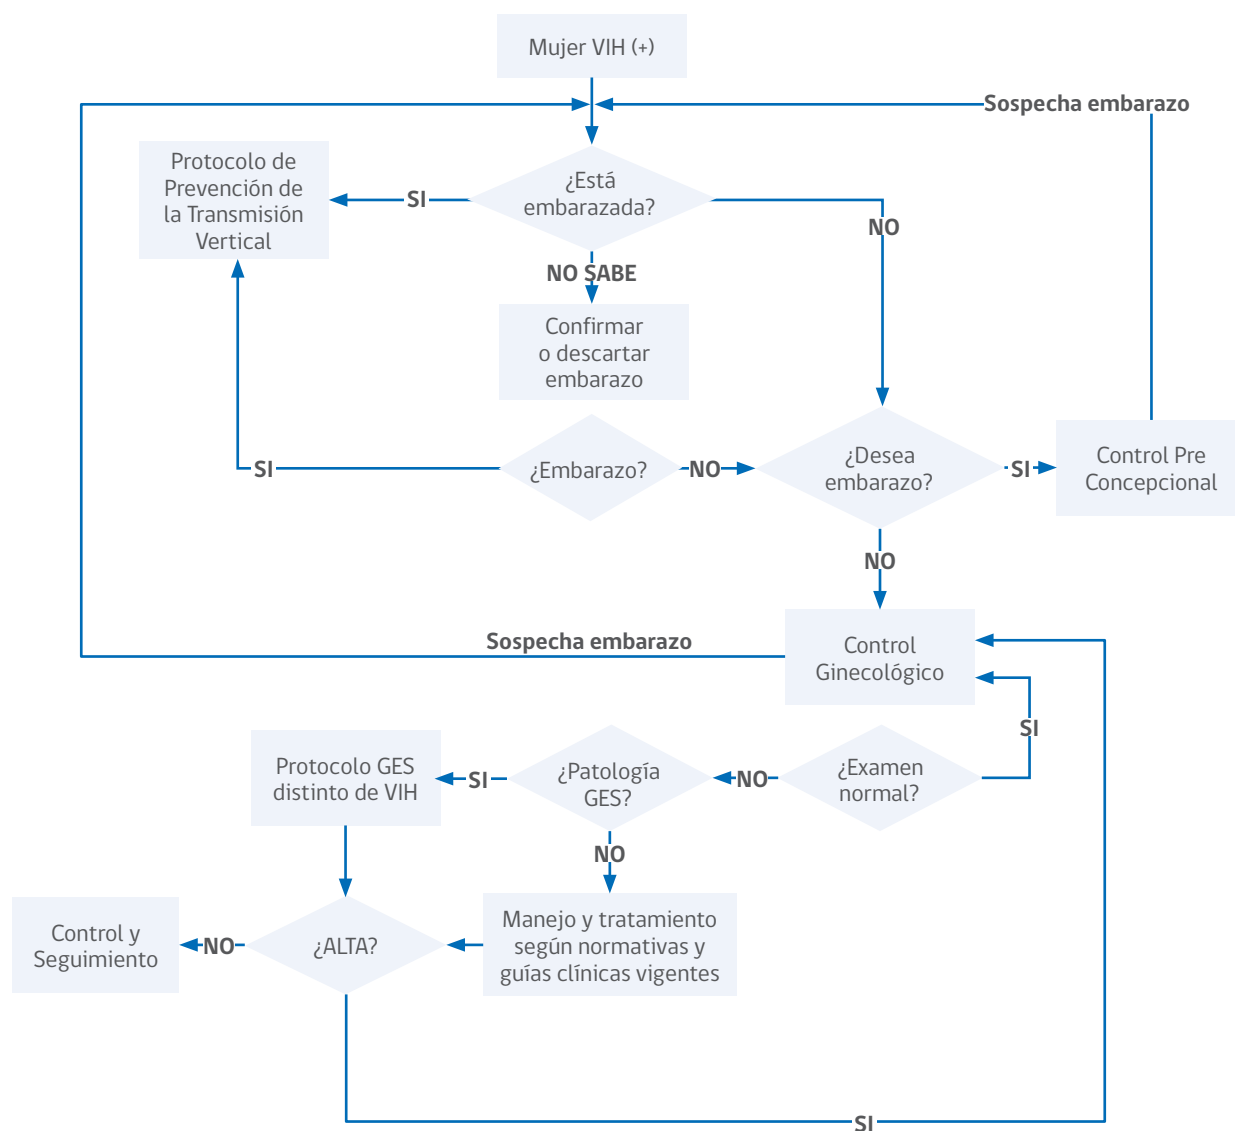 Mujer VIH (+)
Sospecha embarazo
Protocolo de
Prevención de
la Transmisión
Vertical
SI
¿Está
embarazada?
NO
NO SABE
Confirmar
o descartar
embarazo
SI
¿Embarazo?
NO
¿Desea
embarazo?
SI
Control Pre
Concepcional
NO
Sospecha embarazo
Control
Ginecológico
SI
Protocolo GES
distinto de VIH
SI
¿Patología
GES?
NO
¿Examen
normal?
NO
Control y
Seguimiento
NO
¿ALTA?
Manejo y tratamiento
según normativas y
guías clínicas vigentes
SI